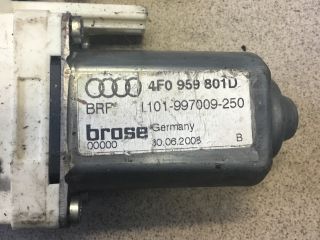 4F0 959 801D
BRP L101-997009-250
brose Germany
00000 30.06.2008 B